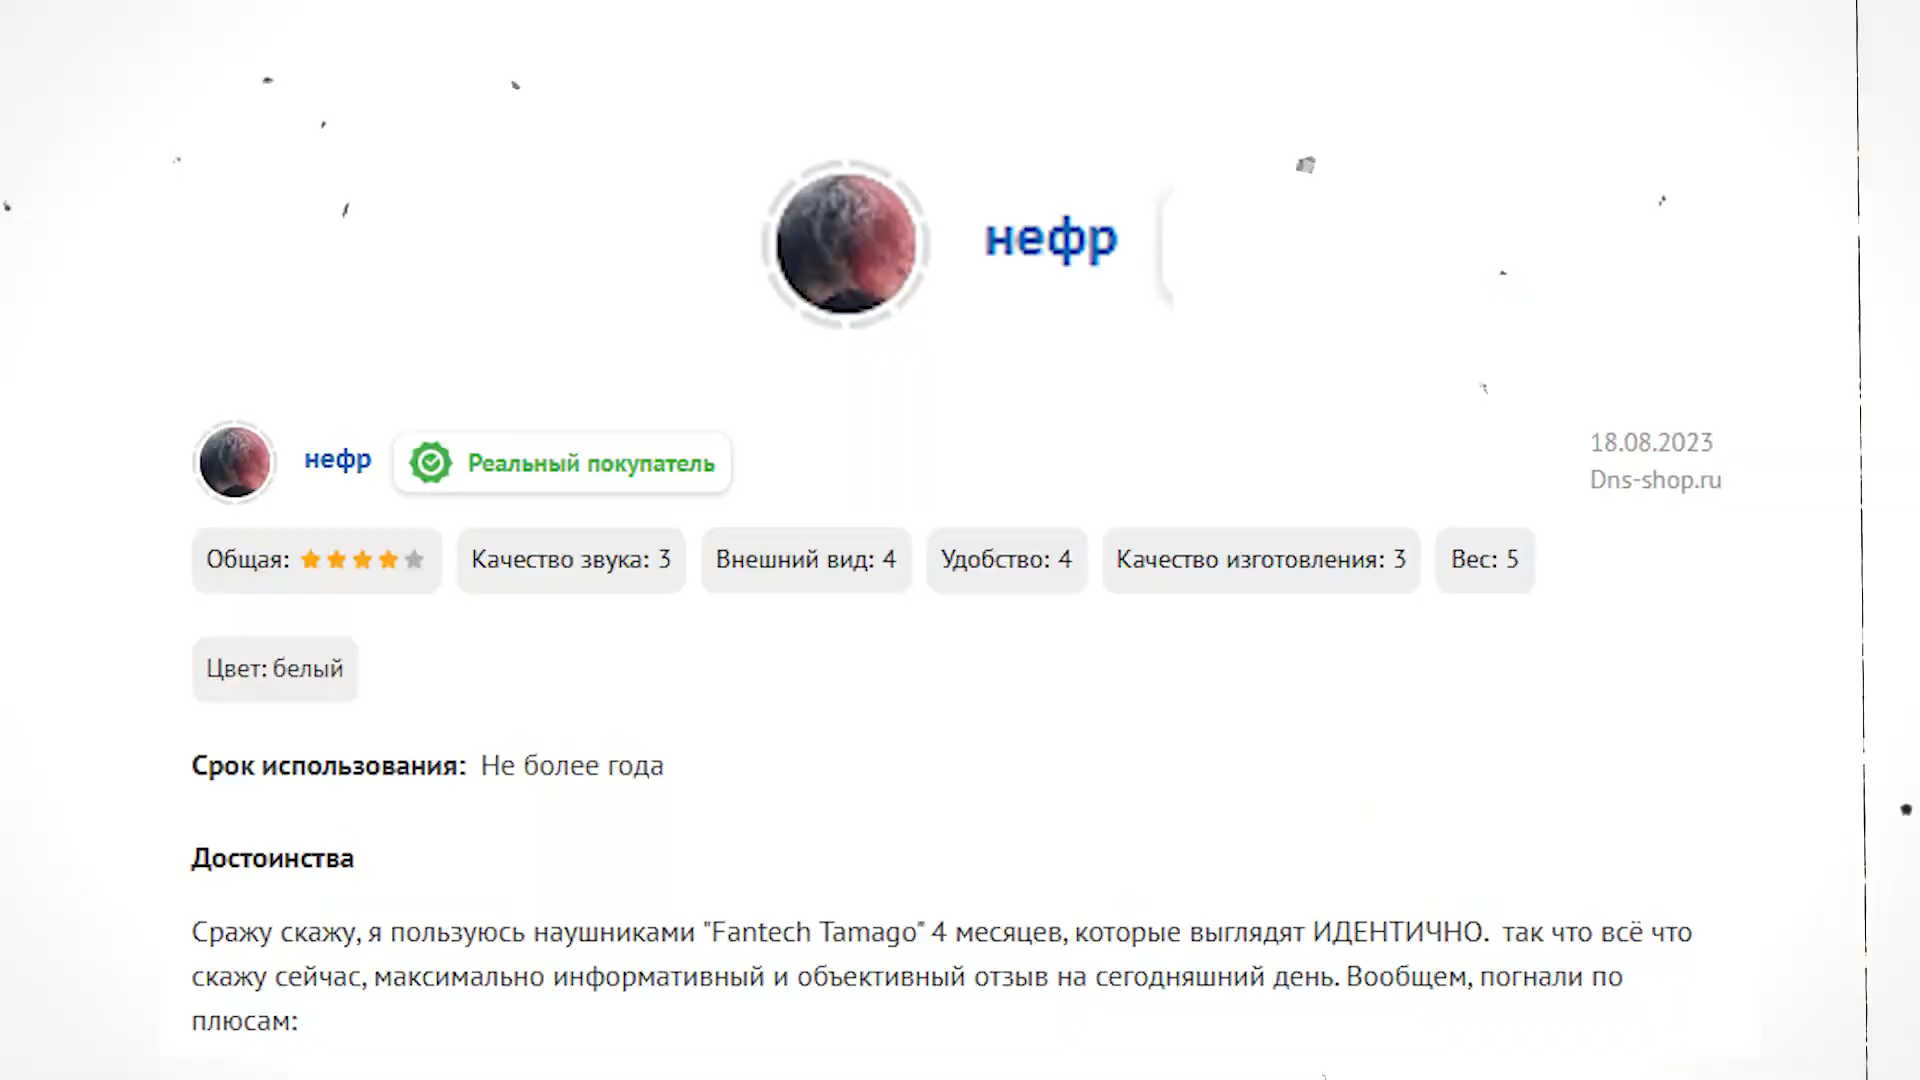 нефр
нефр Реальный покупатель
18.08.2023
Dns-shop.ru
Общая: Качество звука: 3 Внешний вид: 4 Удобство: 4 Качество изготовления: 3 Вес: 5
Цвет: белый
Срок использования: Не более года
Достоинства
Сражу скажу, я пользуюсь наушниками "Fantech Tamago" 4 месяцев, которые выглядят ИДЕНТИЧНО. так что всё что
скажу сейчас, максимально информативный и объективный отзыв на сегодняшний день. Вообщем, погнали по
плюсам: